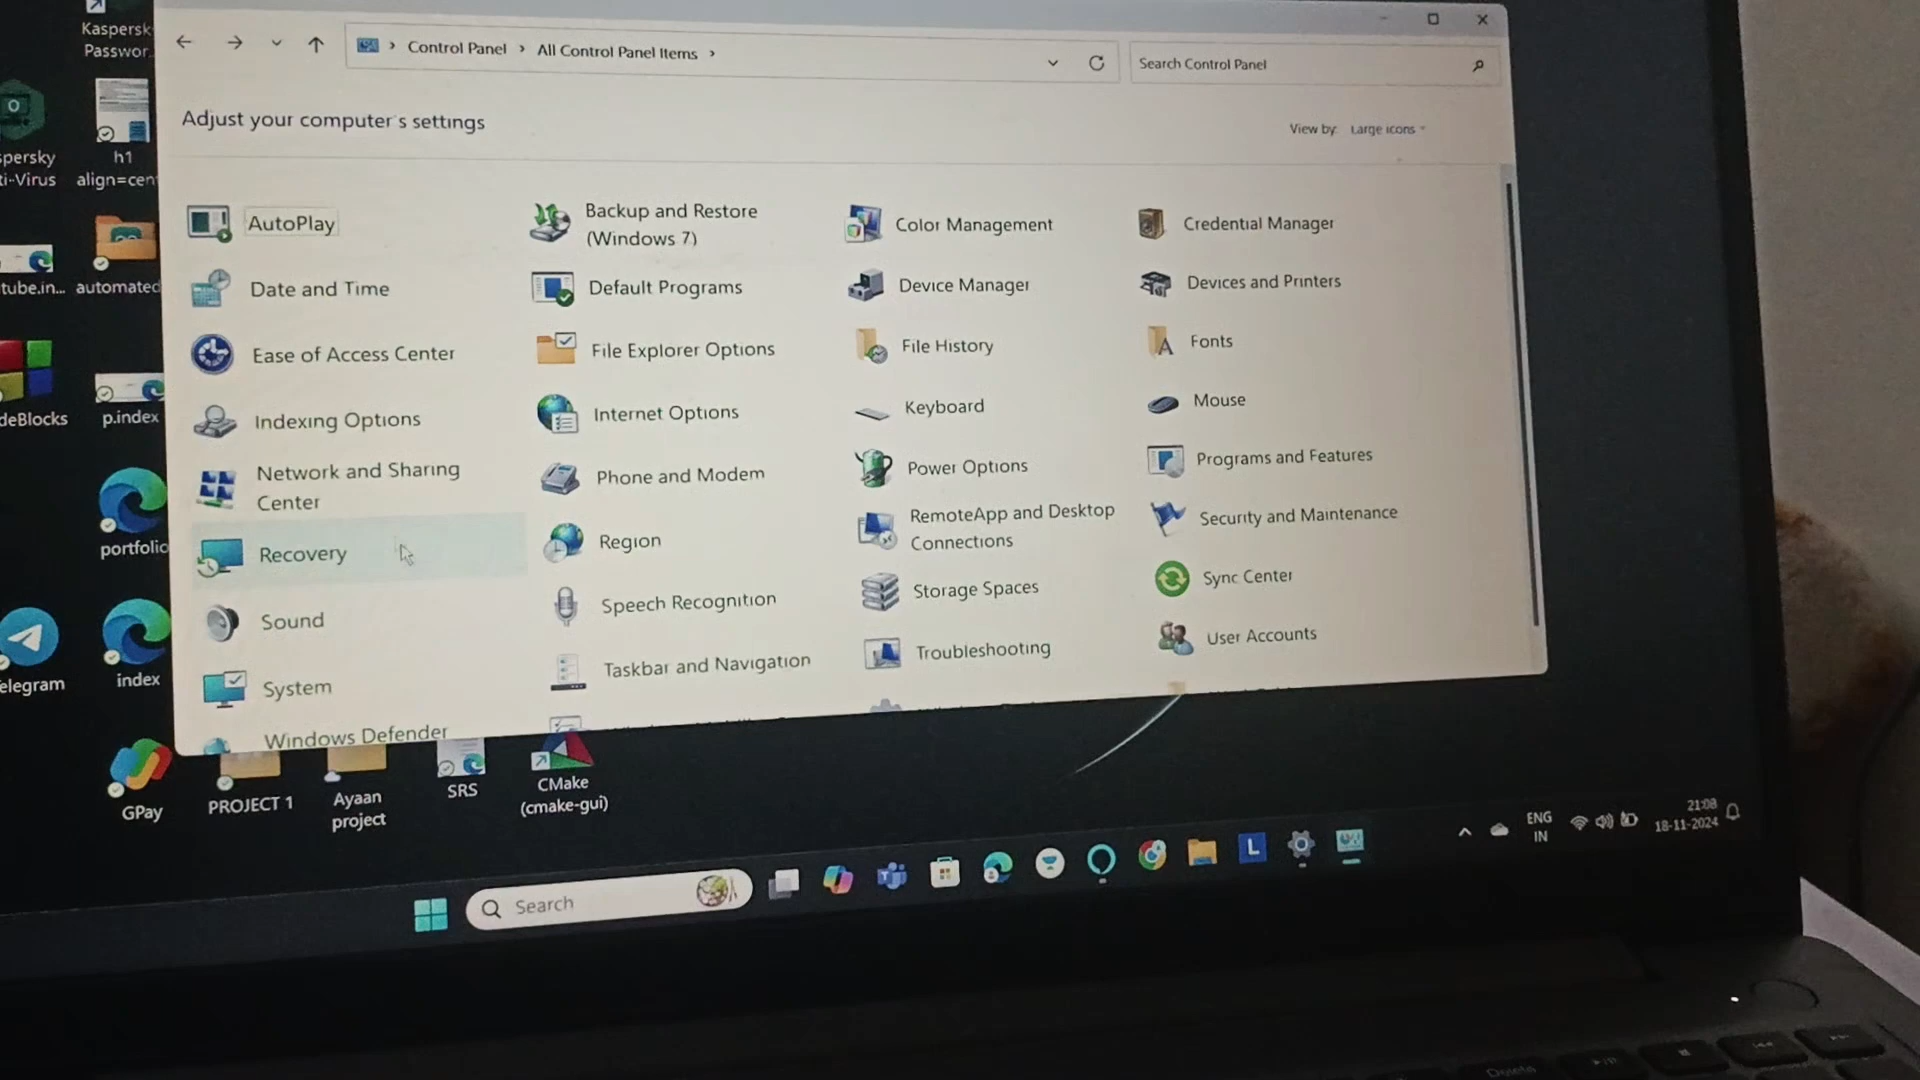 Kaspersk
Passwor...
Control Panel > All Control Panel Items >
Search Control Panel
Adjust your computer's settings
View by: Large icons
AutoPlay
Backup and Restore
(Windows 7)
Color Management
Credential Manager
Date and Time
Default Programs
Device Manager
Devices and Printers
Ease of Access Center
File Explorer Options
File History
Fonts
Indexing Options
Internet Options
Keyboard
Mouse
Network and Sharing
Center
Phone and Modem
Power Options
Programs and Features
Recovery
Region
RemoteApp and Desktop
Connections
Security and Maintenance
Sound
Speech Recognition
Storage Spaces
Sync Center
System
Taskbar and Navigation
Troubleshooting
User Accounts
Windows Defender
spersky
ti-Virus
h1
align=cen
tube.in...
automated
deBlocks
p.index
portfolio
elegram
index
GPay
PROJECT 1
Ayaan
project
SRS
CMake
(cmake-gui)
Search
L
ENG
IN
21:08
18-11-2024
Delete